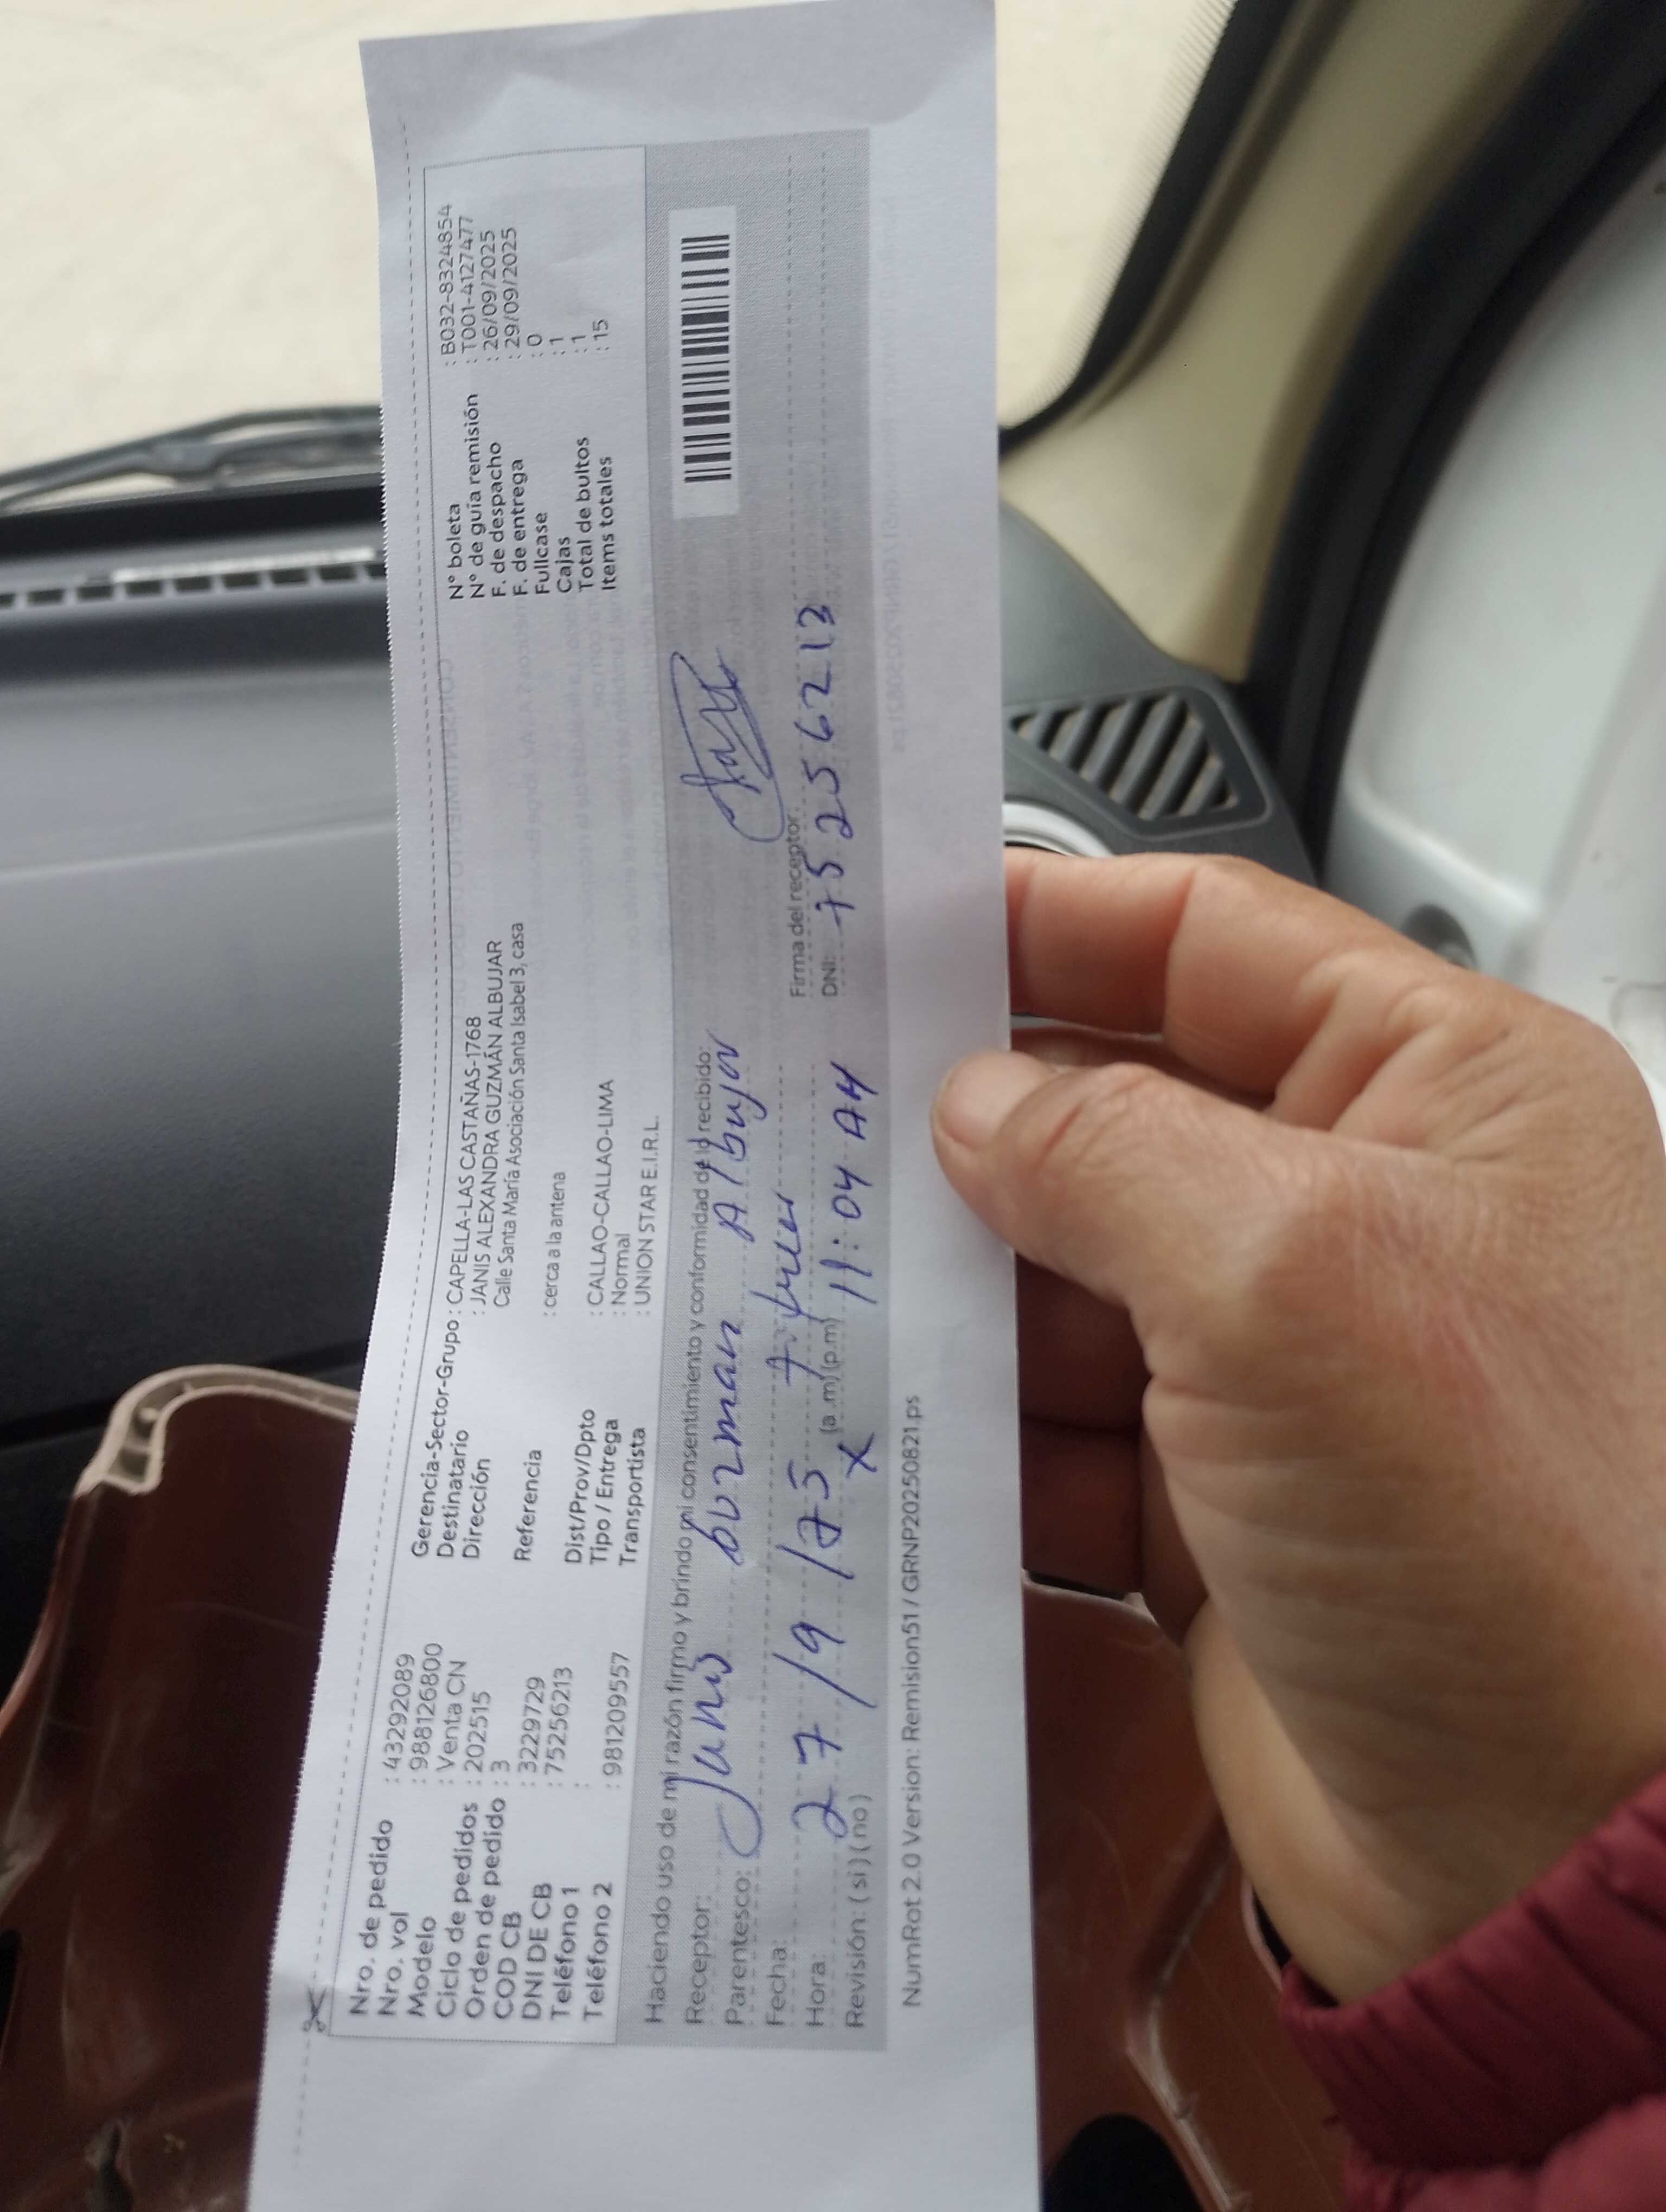 Nro. de pedido : 43292089
Nro. vol : 9881268​00
Modelo : Venta CN
Ciclo de pedidos : 202515
Orden de pedido : 3
COD CB : 3229729
DNI DE CB : 75256213
Teléfono 1 :
Teléfono 2 : 981209557
Gerencia-Sector-Grupo : CAPELLA-LAS CASTAÑAS-1768
Destinatario : JANIS ALEXANDRA GUZMÁN ALBUJAR
Dirección Calle Santa María Asociación Santa Isabel 3, casa
Referencia : cerca a la antena
Dist/Prov/Dpto : CALLAO-CALLAO-LIMA
Tipo / Entrega : Normal
Transportista : UNION STAR E.I.R.L.
N° boleta : B032-8324854
N° de guía remisión : T001-4127477
F. de despacho : 26/09/2025
F. de entrega : 29/09/2025
Fullcase : 0
Cajas : 1
Total de bultos : 1
Items totales : 15
Haciendo uso de mi razón firmo y brindo mi consentimiento y conformidad de lo recibido:
Receptor: Janis Guzman Albujar
Parentesco:
Fecha: 27/9/25
Hora: (a.m)(p.m) 11:04 AM
Revisión: (si)(no) X
Firma del receptor:
DNI: 75256213
NumRot 2.0 Version: Remision51 / GRNP20250821.ps